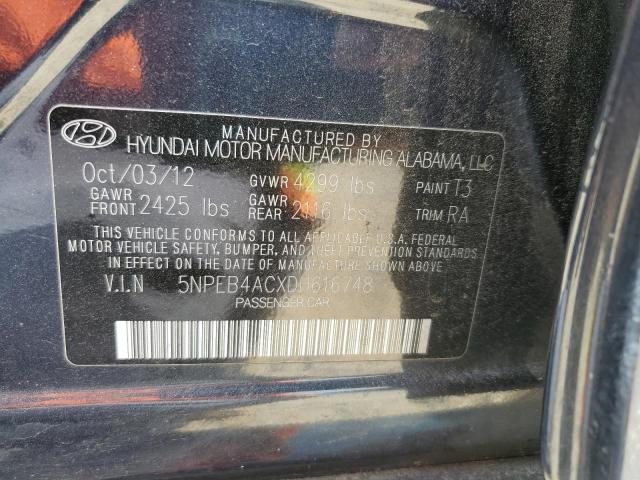 MANUFACTURED BY
HYUNDAI MOTOR MANUFACTURING ALABAMA, LLC
Oct/03/12 GVWR 4299 lbs PAINT T3
GAWR FRONT 2425 lbs GAWR REAR 2116 lbs TRIM RA
THIS VEHICLE CONFORMS TO ALL APPLICABLE U.S.A. FEDERAL
MOTOR VEHICLE SAFETY, BUMPER, AND THEFT PREVENTION STANDARDS
IN EFFECT ON THE DATE OF MANUFACTURE SHOWN ABOVE.
V.I.N 5NPEB4ACXDH616748
PASSENGER CAR